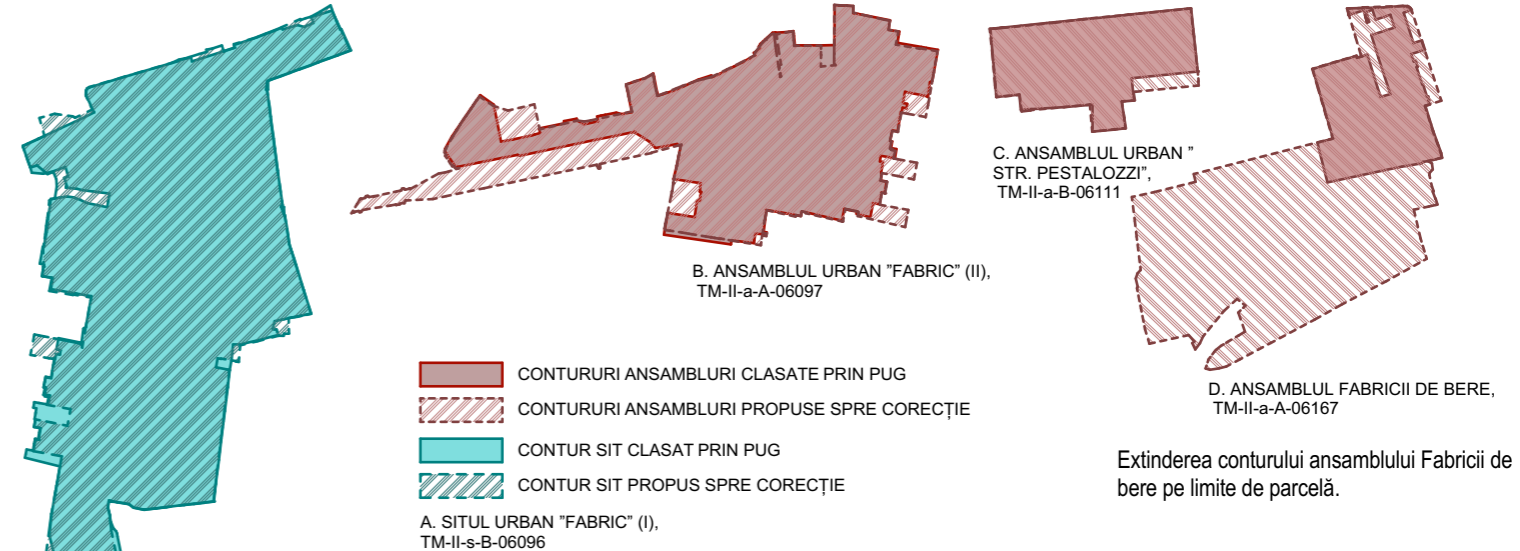 C. ANSAMBLUL URBAN ”
STR. PESTALOZZI”,
TM-II-a-B-06111
B. ANSAMBLUL URBAN ”FABRIC” (II),
TM-II-a-A-06097
CONTURURI ANSAMBLURI CLASATE PRIN PUG
CONTURURI ANSAMBLURI PROPUSE SPRE CORECȚIE
CONTUR SIT CLASAT PRIN PUG
CONTUR SIT PROPUS SPRE CORECȚIE
A. SITUL URBAN ”FABRIC” (I),
TM-II-s-B-06096
D. ANSAMBLUL FABRICII DE BERE,
TM-II-a-A-06167
Extinderea conturului ansamblului Fabricii de
bere pe limite de parcelă.